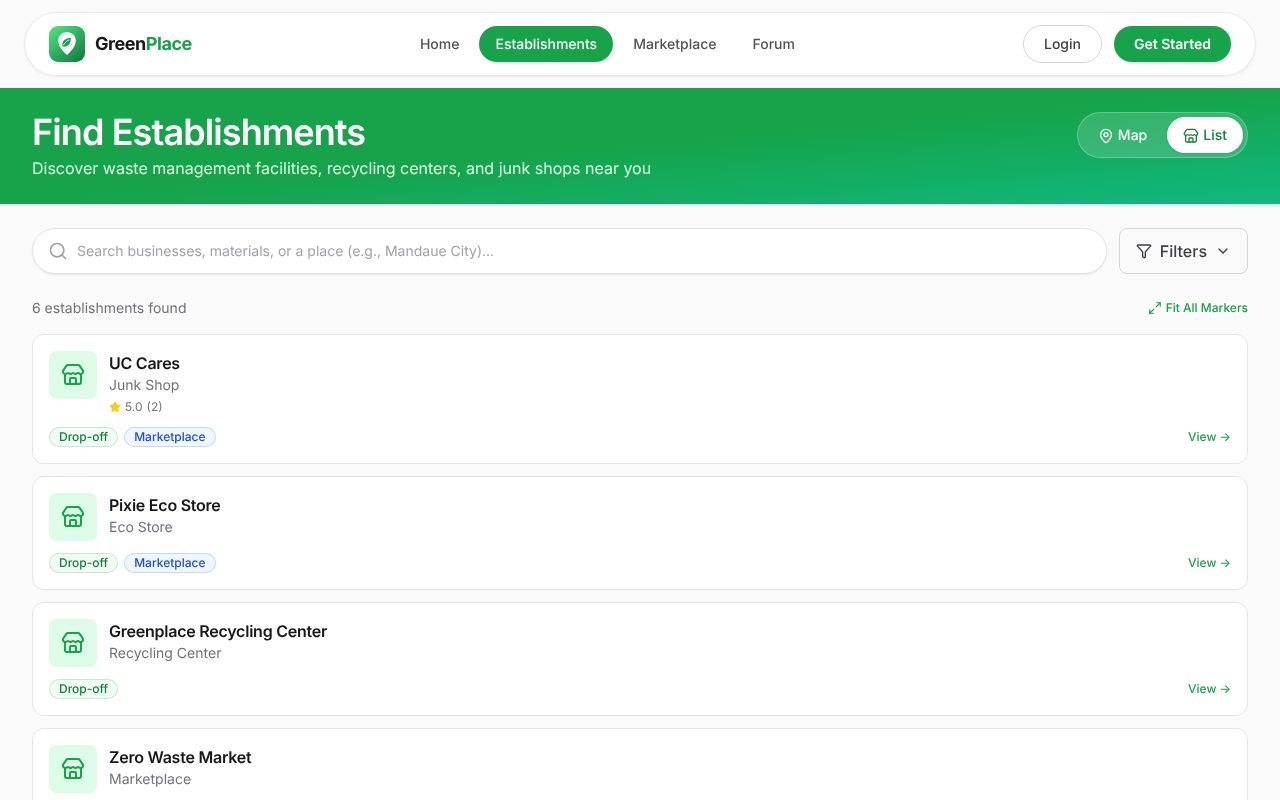 GreenPlace
Home Establishments Marketplace Forum
Login Get Started
Find Establishments
Discover waste management facilities, recycling centers, and junk shops near you
Map List
Search businesses, materials, or a place (e.g., Mandaue City)...
Filters
6 establishments found
Fit All Markers
UC Cares
Junk Shop
5.0 (2)
Drop-off Marketplace
View →
Pixie Eco Store
Eco Store
Drop-off Marketplace
View →
Greenplace Recycling Center
Recycling Center
Drop-off
View →
Zero Waste Market
Marketplace